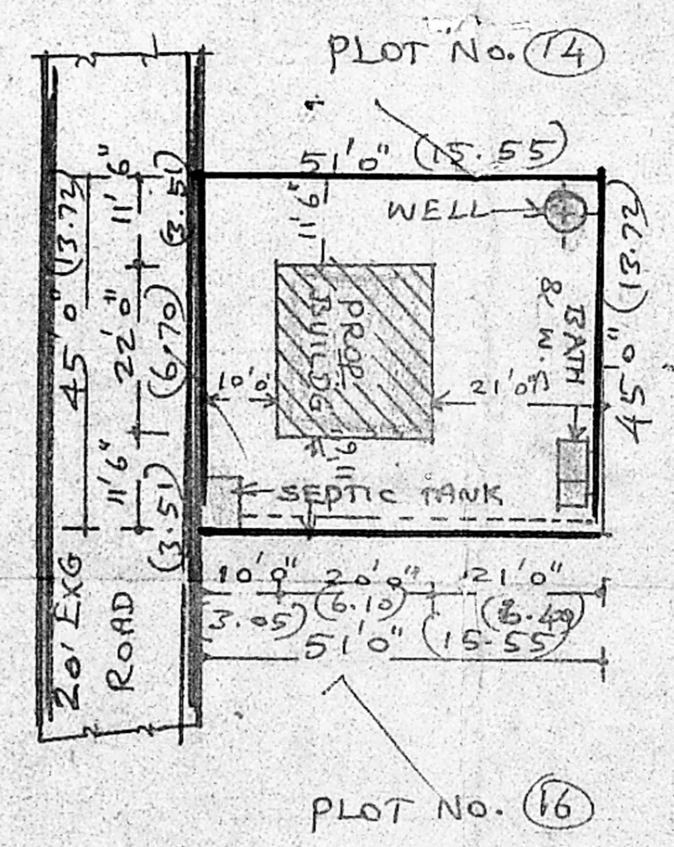 PLOT No. 14
51'0" (15.55)
WELL
11'6"
11'6" (3.51)
45'0" (13.72)
22'0" (6.70)
PROP.
BUILDG
BATH
& W.
45'0" (13.72)
10'0"
21'0"
11'6"
11'6" (3.51)
SEPTIC TANK
10'0" 20'0" 21'0"
(3.05) (6.10)
51'0" (15.55)
20' EXG
ROAD
PLOT NO. 16